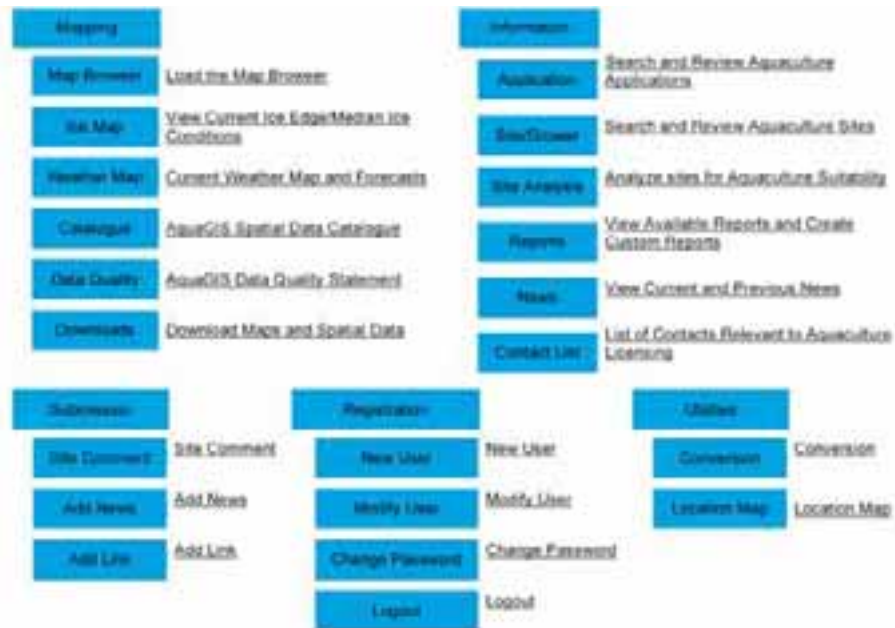 Mapping
Map Browser Load the Map Browser
Ice Map View Current Ice Edge/Median Ice
Conditions
Weather Map Current Weather Map and Forecasts
Catalogue AquaGIS Spatial Data Catalogue
Data Quality AquaGIS Data Quality Statement
Downloads Download Maps and Spatial Data
Information
Application Search and Review Aquaculture
Applications
Site/Grower Search and Review Aquaculture Sites
Site Analysis Analyze sites for Aquaculture Suitability
Reports View Available Reports and Create
Custom Reports
News View Current and Previous News
Contact List List of Contacts Relevant to Aquaculture
Licensing
Submission
Site Comment Site Comment
Add News Add News
Add Link Add Link
Registration
New User New User
Modify User Modify User
Change Password Change Password
Logout Logout
Utilities
Conversion Conversion
Location Map Location Map